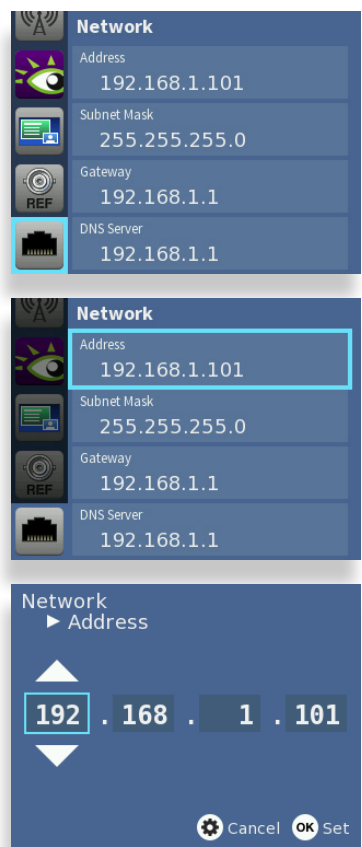 Network
Address
192.168.1.101
Subnet Mask
255.255.255.0
Gateway
192.168.1.1
REF
DNS Server
192.168.1.1
Network
Address
192.168.1.101
Subnet Mask
255.255.255.0
Gateway
192.168.1.1
REF
DNS Server
192.168.1.1
Network
▶ Address
192 . 168 . 1 . 101
Cancel OK Set